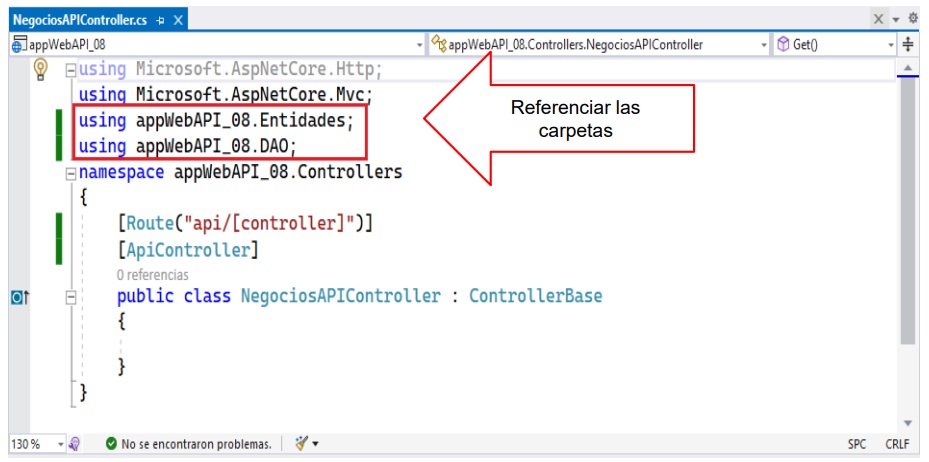 NegociosAPIController.cs
appWebAPI_08
appWebAPI_08.Controllers.NegociosAPIController
Get()
using Microsoft.AspNetCore.Http;
using Microsoft.AspNetCore.Mvc;
using appWebAPI_08.Entidades;
using appWebAPI_08.DAO;
Referenciar las
carpetas
namespace appWebAPI_08.Controllers
{
[Route("api/[controller]")]
[ApiController]
0 referencias
public class NegociosAPIController : ControllerBase
{
}
}
130 %
No se encontraron problemas.
SPC
CRLF